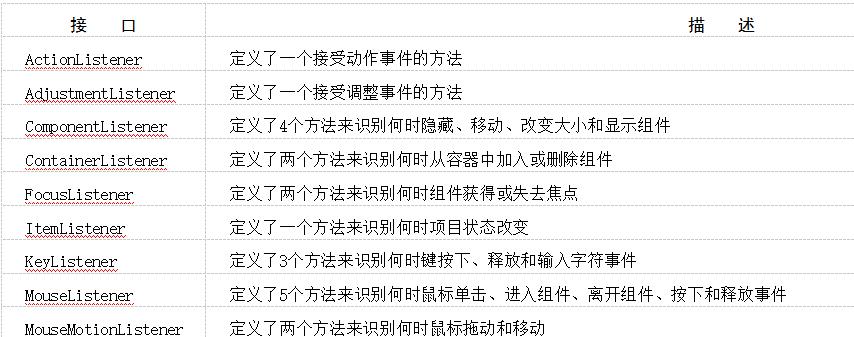 接 口 描 述
ActionListener 定义了一个接受动作事件的方法
AdjustmentListener 定义了一个接受调整事件的方法
ComponentListener 定义了4个方法来识别何时隐藏、移动、改变大小和显示组件
ContainerListener 定义了两个方法来识别何时从容器中加入或删除组件
FocusListener 定义了两个方法来识别何时组件获得或失去焦点
ItemListener 定义了一个方法来识别何时项目状态改变
KeyListener 定义了3个方法来识别何时键按下、释放和输入字符事件
MouseListener 定义了5个方法来识别何时鼠标单击、进入组件、离开组件、按下和释放事件
MouseMotionListener 定义了两个方法来识别何时鼠标拖动和移动